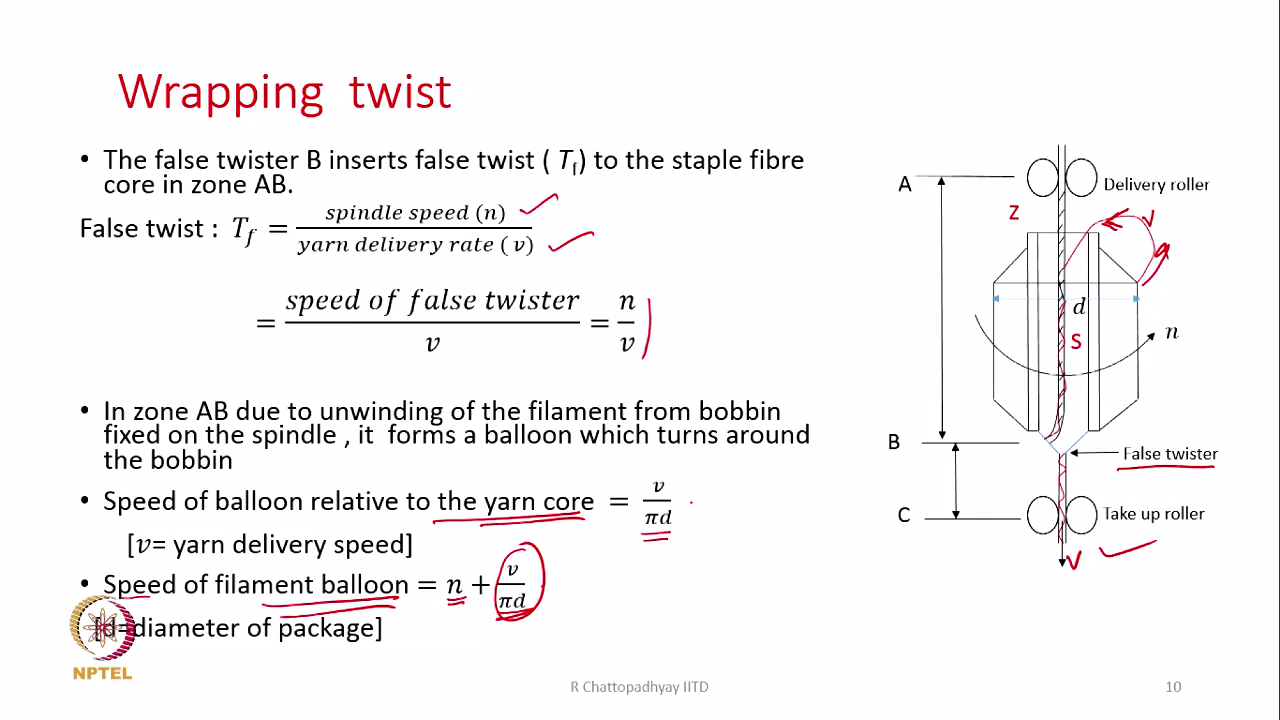 Wrapping twist
• The false twister B inserts false twist ( T_f) to the staple fibre
core in zone AB.
False twist : T_f = spindle speed (n) / yarn delivery rate ( v)
= speed of false twister / v = n / v
• In zone AB due to unwinding of the filament from bobbin
fixed on the spindle , it forms a balloon which turns around
the bobbin
• Speed of balloon relative to the yarn core = v / πd
[v= yarn delivery speed]
• Speed of filament balloon = n + v / πd
[d=diameter of package]
A
Delivery roller
Z
v
d
S
n
B
False twister
C
Take up roller
V
NPTEL
R Chattopadhyay IITD
10